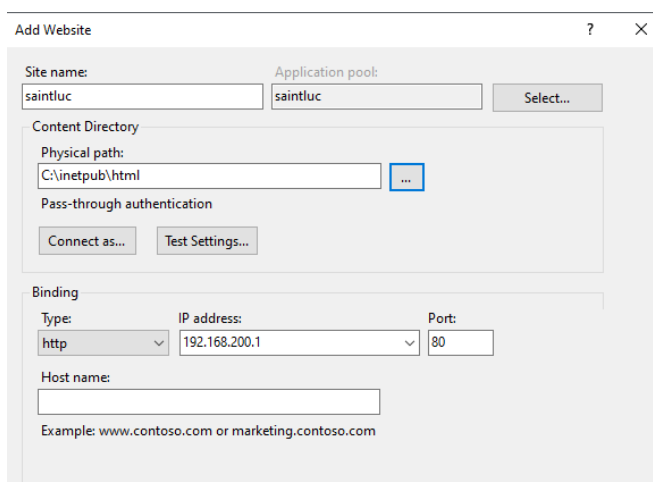 Add Website ? ×
Site name: Application pool:
saintluc saintluc Select...
Content Directory
Physical path:
C:\inetpub\html ...
Pass-through authentication
Connect as... Test Settings...
Binding
Type: IP address: Port:
http 192.168.200.1 80
Host name:
Example: www.contoso.com or marketing.contoso.com